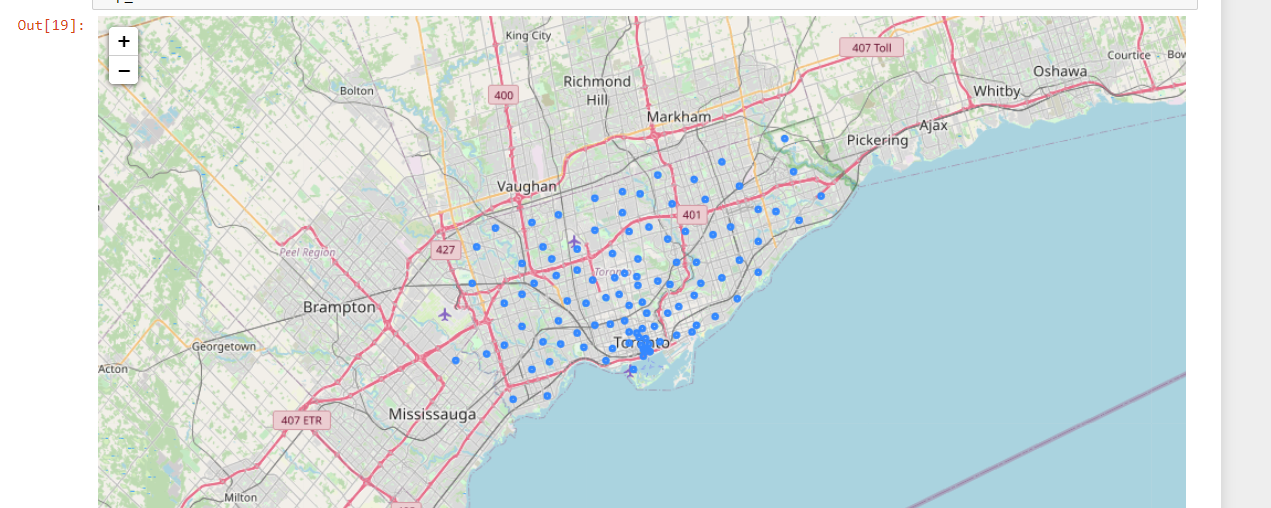 Out[19]:
+
−
King City
407 Toll
Courtice
Bow
Oshawa
Richmond
Hill
Bolton
400
Whitby
Markham
Ajax
Pickering
Vaughan
401
427
Peel Region
Toronto
Brampton
Toronto
Georgetown
Acton
Mississauga
407 ETR
Milton